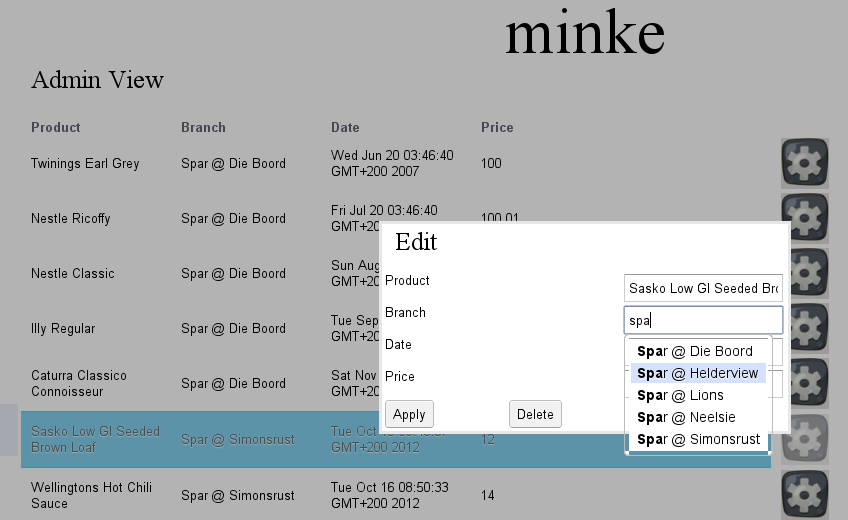 minke
Admin View
Product Branch Date Price
Twinings Earl Grey Spar @ Die Boord Wed Jun 20 03:46:40 100
GMT+200 2007
Nestle Ricoffy Spar @ Die Boord Fri Jul 20 03:46:40 100.01
GMT+20
Nestle Classic Spar @ Die Boord Sun Aug
GMT+20
Illy Regular Spar @ Die Boord Tue Sep
GMT+20
Caturra Classico Spar @ Die Boord Sat Nov
Connoisseur GMT+20
Sasko Low GI Seeded Spar @ Simonsrust Tue Oct 12
Brown Loaf GMT+200 2012
Wellingtons Hot Chili Spar @ Simonsrust Tue Oct 16 08:50:33 14
Sauce GMT+200 2012
Edit
Product Sasko Low GI Seeded Bro
Branch spa
Date
Price
Apply Delete
Spar @ Die Boord
Spar @ Helderview
Spar @ Lions
Spar @ Neelsie
Spar @ Simonsrust